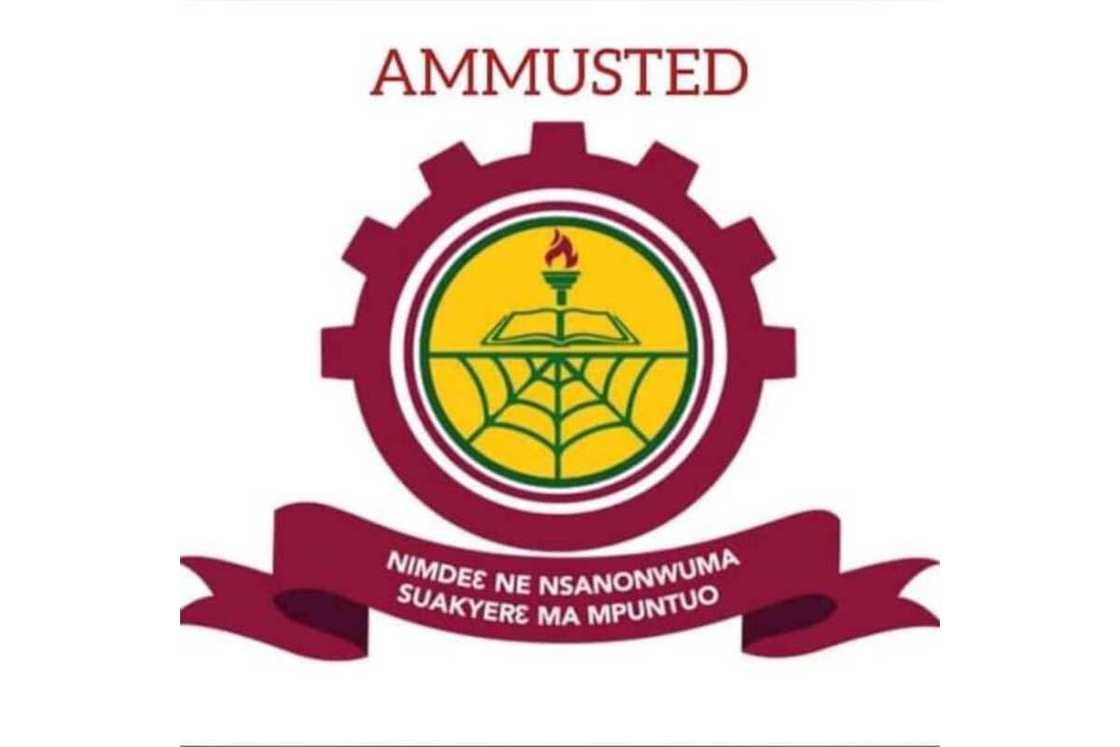 AMMUSTED
NIMDEƐ NE NSANONWUMA
SUAKYERƐ MA MPUNTUO